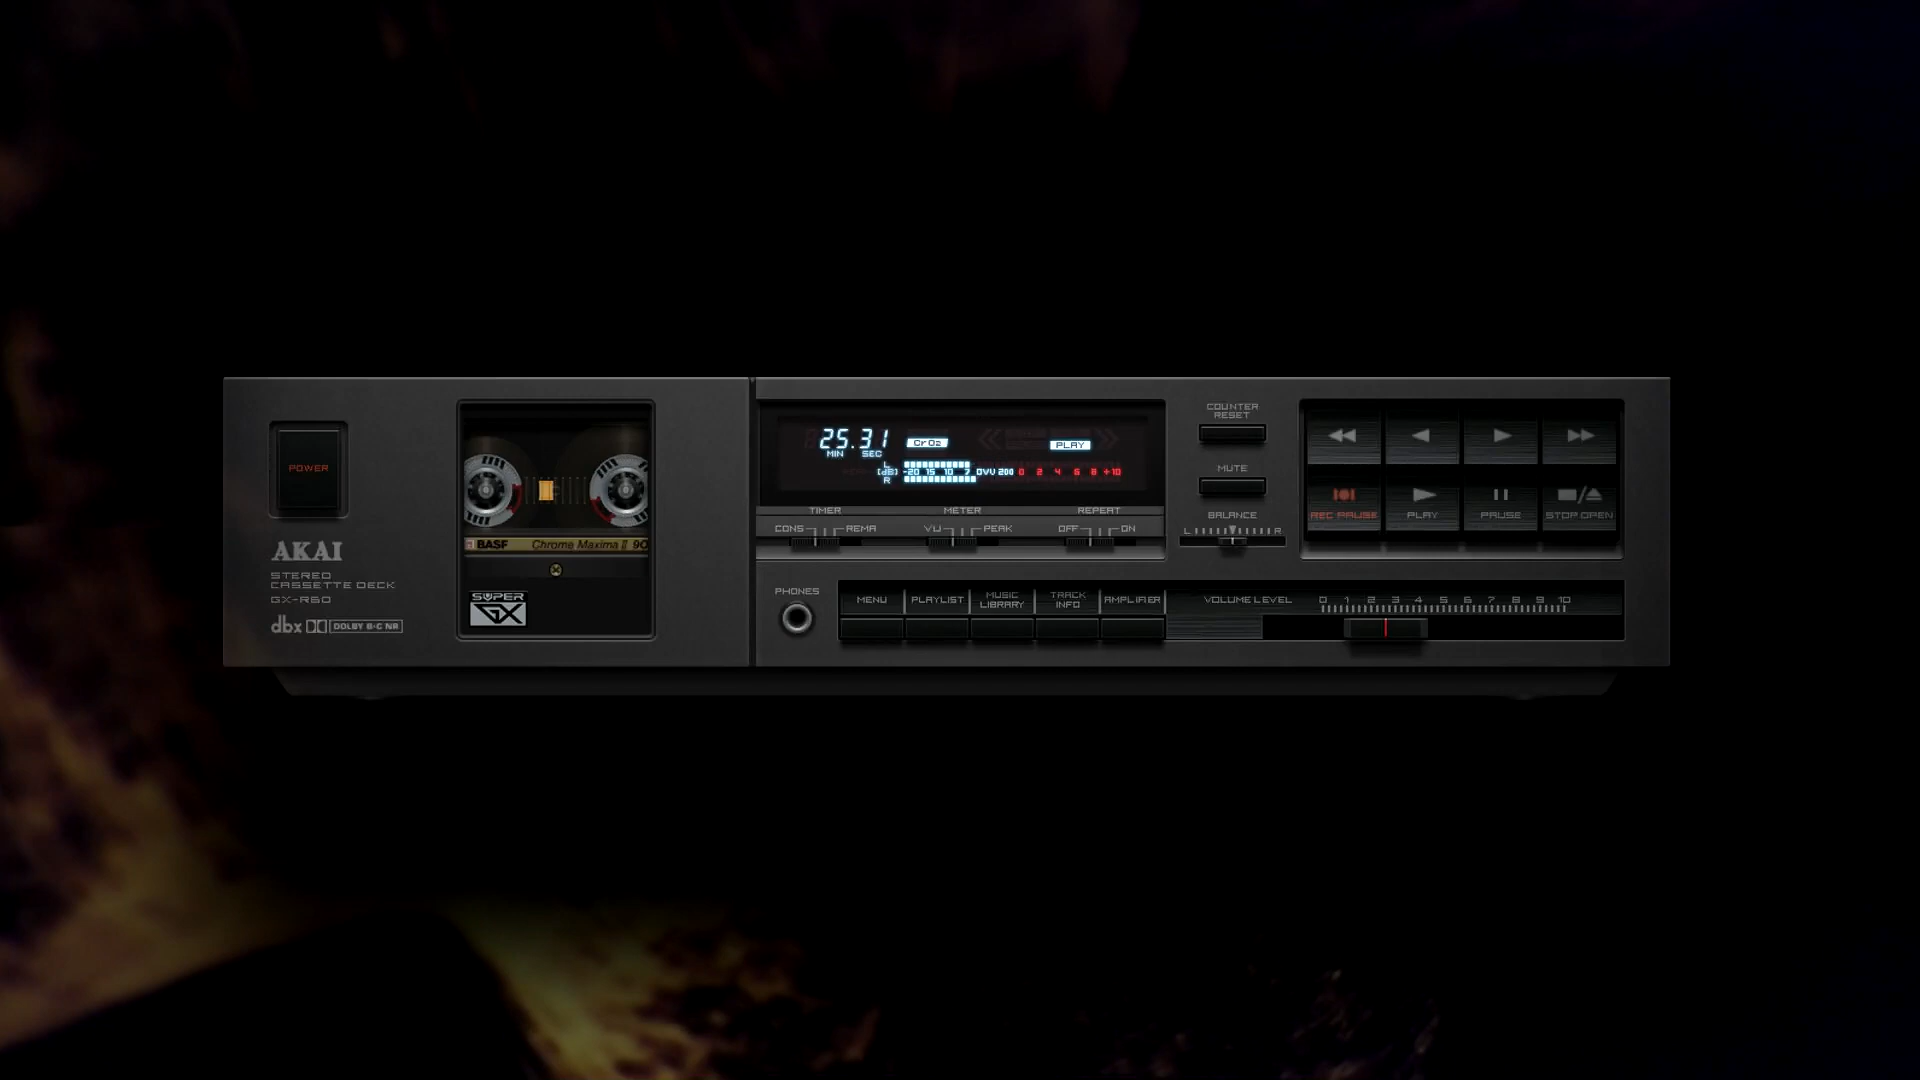 POWER
AKAI
STEREO
CASSETTE DECK
GX-R60
dbx DOLBY B-C NR
BASF Chrome Maxima II 90
SUPER
GX
25.31
MIN SEC
CrO2
PLAY
L
[dB] -20 15 10 7 0VU 200 0 2 4 6 8 +10
R
TIMER METER REPEAT
CONS REMA VU PEAK OFF ON
PHONES
MENU
PLAYLIST
MUSIC
LIBRARY
TRACK
INFO
AMPLIFIER
COUNTER
RESET
MUTE
BALANCE
L R
REC PAUSE PLAY PAUSE STOP.OPEN
VOLUME LEVEL 0 1 2 3 4 5 6 7 8 9 10